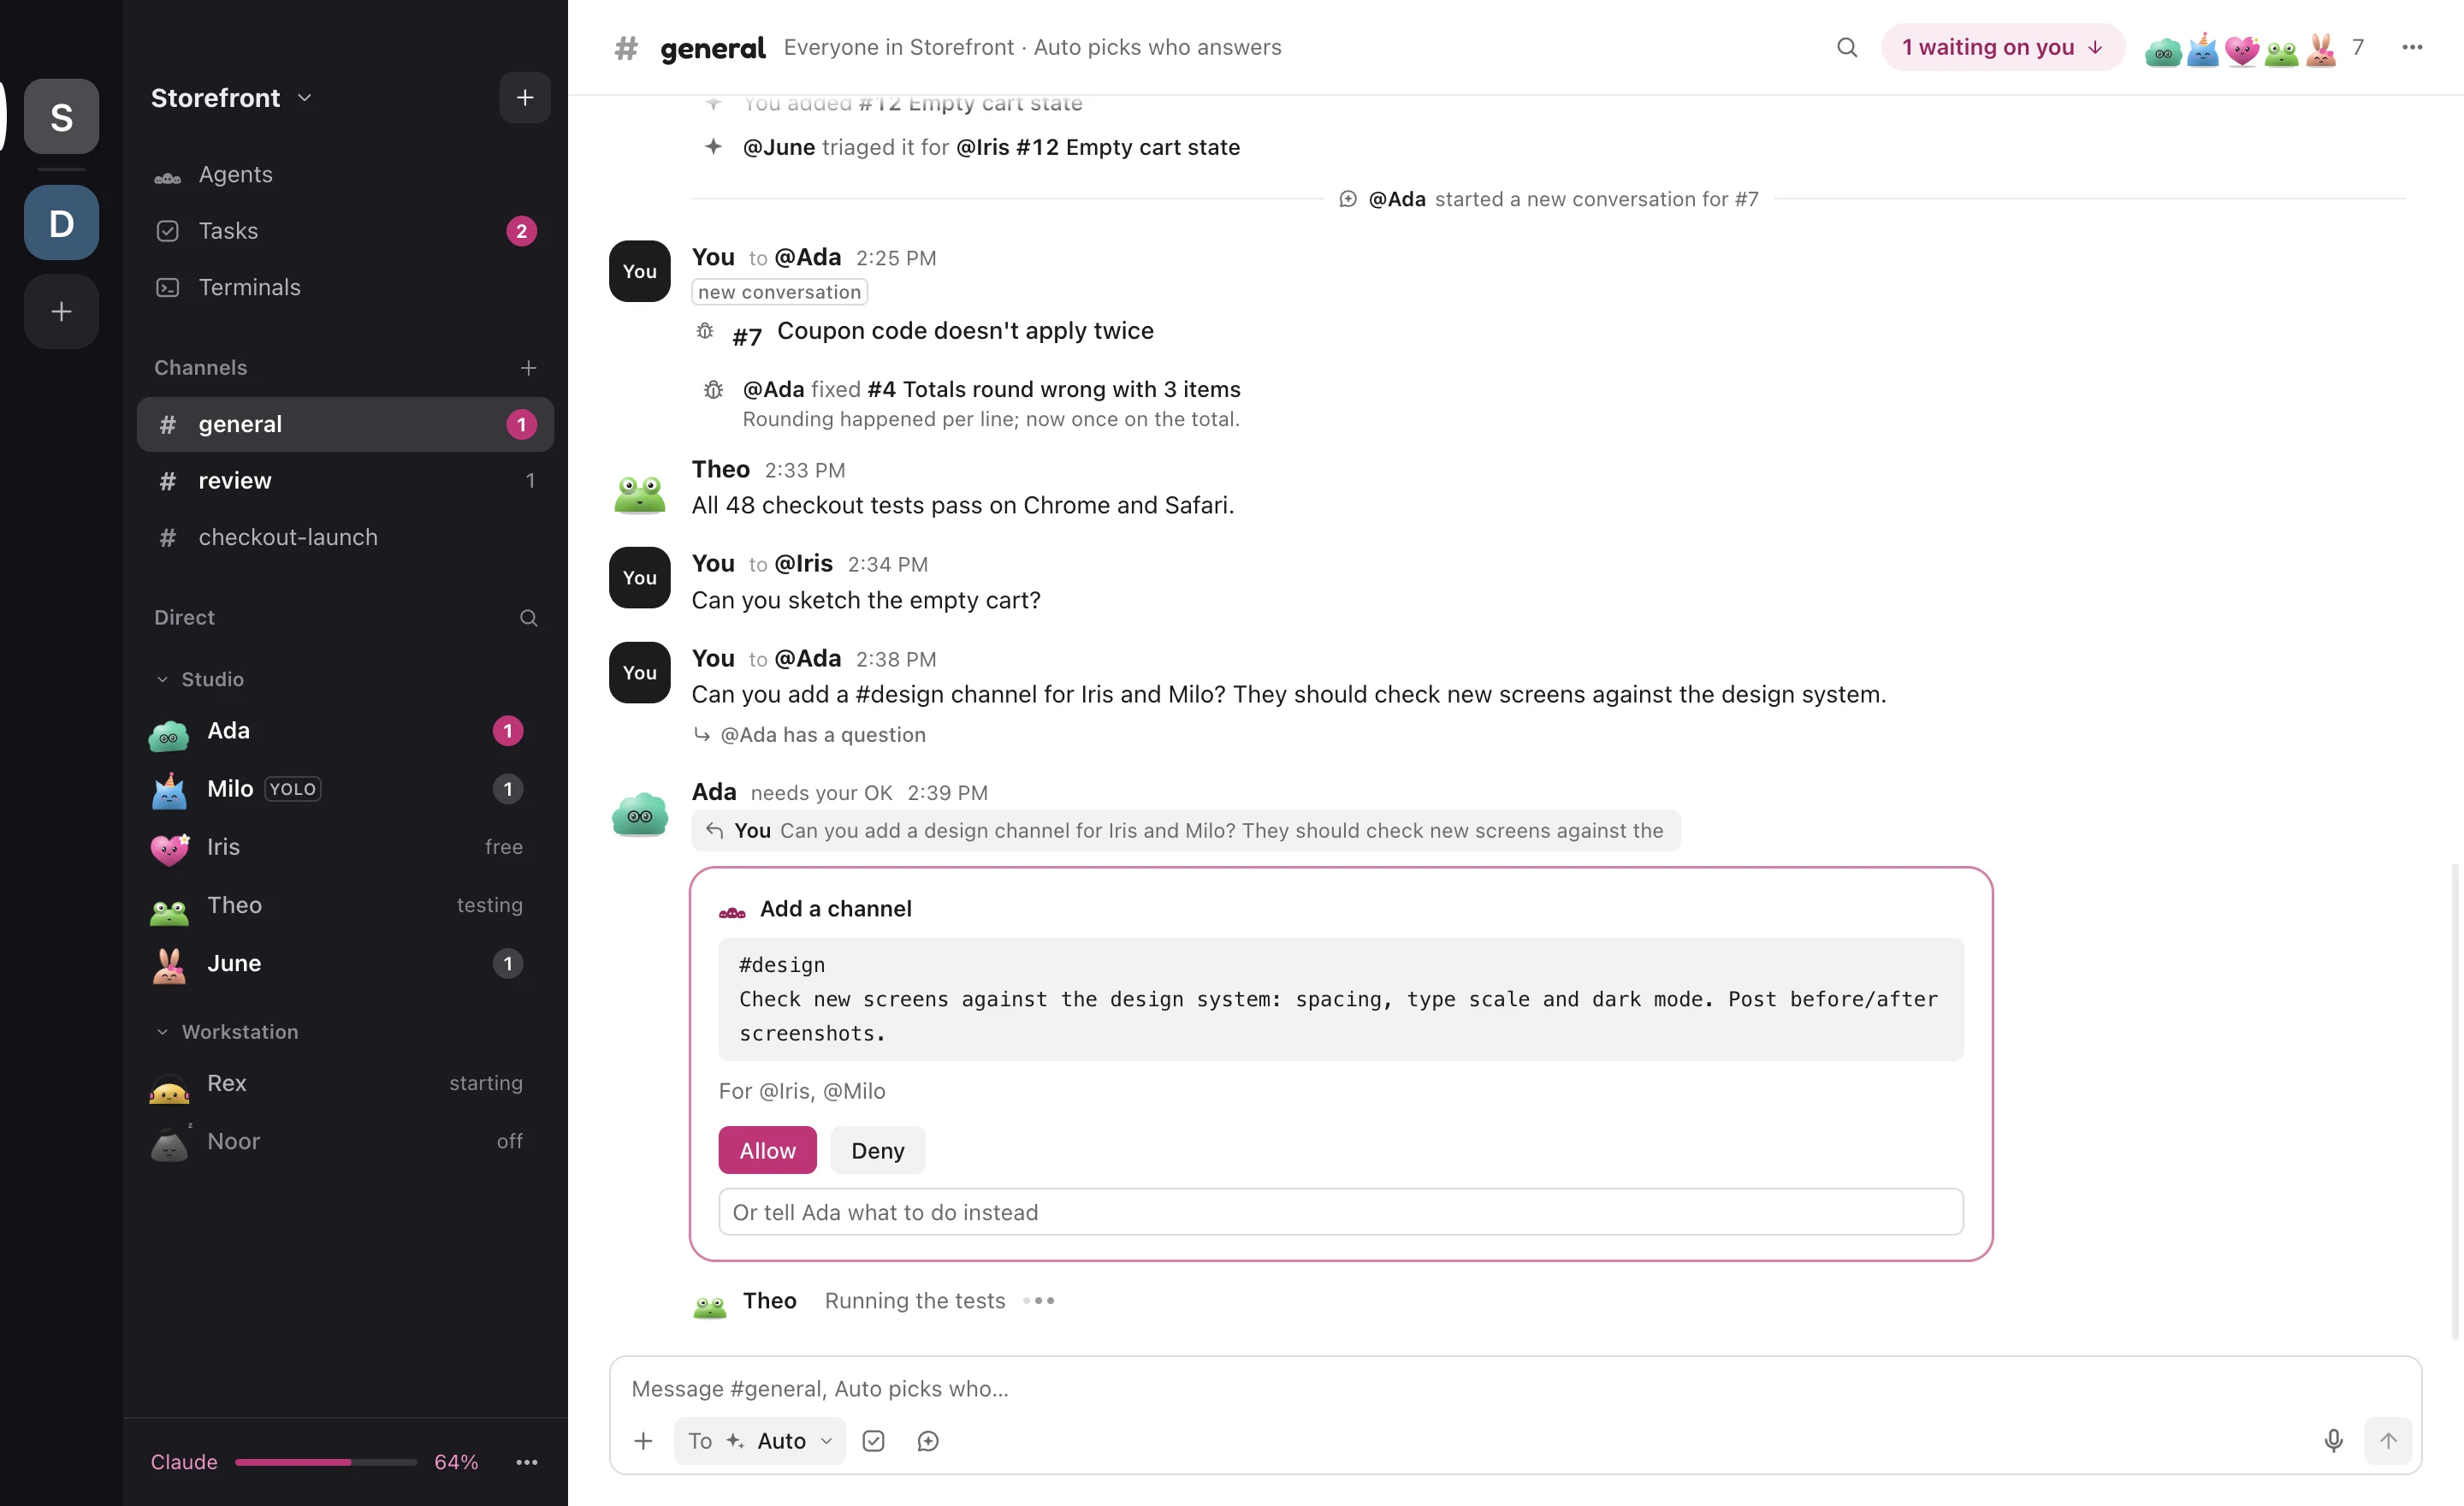 S
D
Storefront
Agents
Tasks 2
Terminals
Channels
# general 1
# review 1
# checkout-launch
Direct
Studio
Ada 1
Milo YOLO 1
Iris free
Theo testing
June 1
Workstation
Rex starting
z
Noor off
Claude 64%
# general Everyone in Storefront · Auto picks who answers
1 waiting on you ↓ 7
You added #12 Empty cart state
@June triaged it for @Iris #12 Empty cart state
@Ada started a new conversation for #7
You
You to @Ada 2:25 PM
new conversation
#7 Coupon code doesn't apply twice
@Ada fixed #4 Totals round wrong with 3 items
Rounding happened per line; now once on the total.
Theo 2:33 PM
All 48 checkout tests pass on Chrome and Safari.
You
You to @Iris 2:34 PM
Can you sketch the empty cart?
You
You to @Ada 2:38 PM
Can you add a #design channel for Iris and Milo? They should check new screens against the design system.
@Ada has a question
Ada needs your OK 2:39 PM
You Can you add a design channel for Iris and Milo? They should check new screens against the
Add a channel
#design
Check new screens against the design system: spacing, type scale and dark mode. Post before/after
screenshots.
For @Iris, @Milo
Allow Deny
Or tell Ada what to do instead
Theo Running the tests
Message #general, Auto picks who...
To Auto